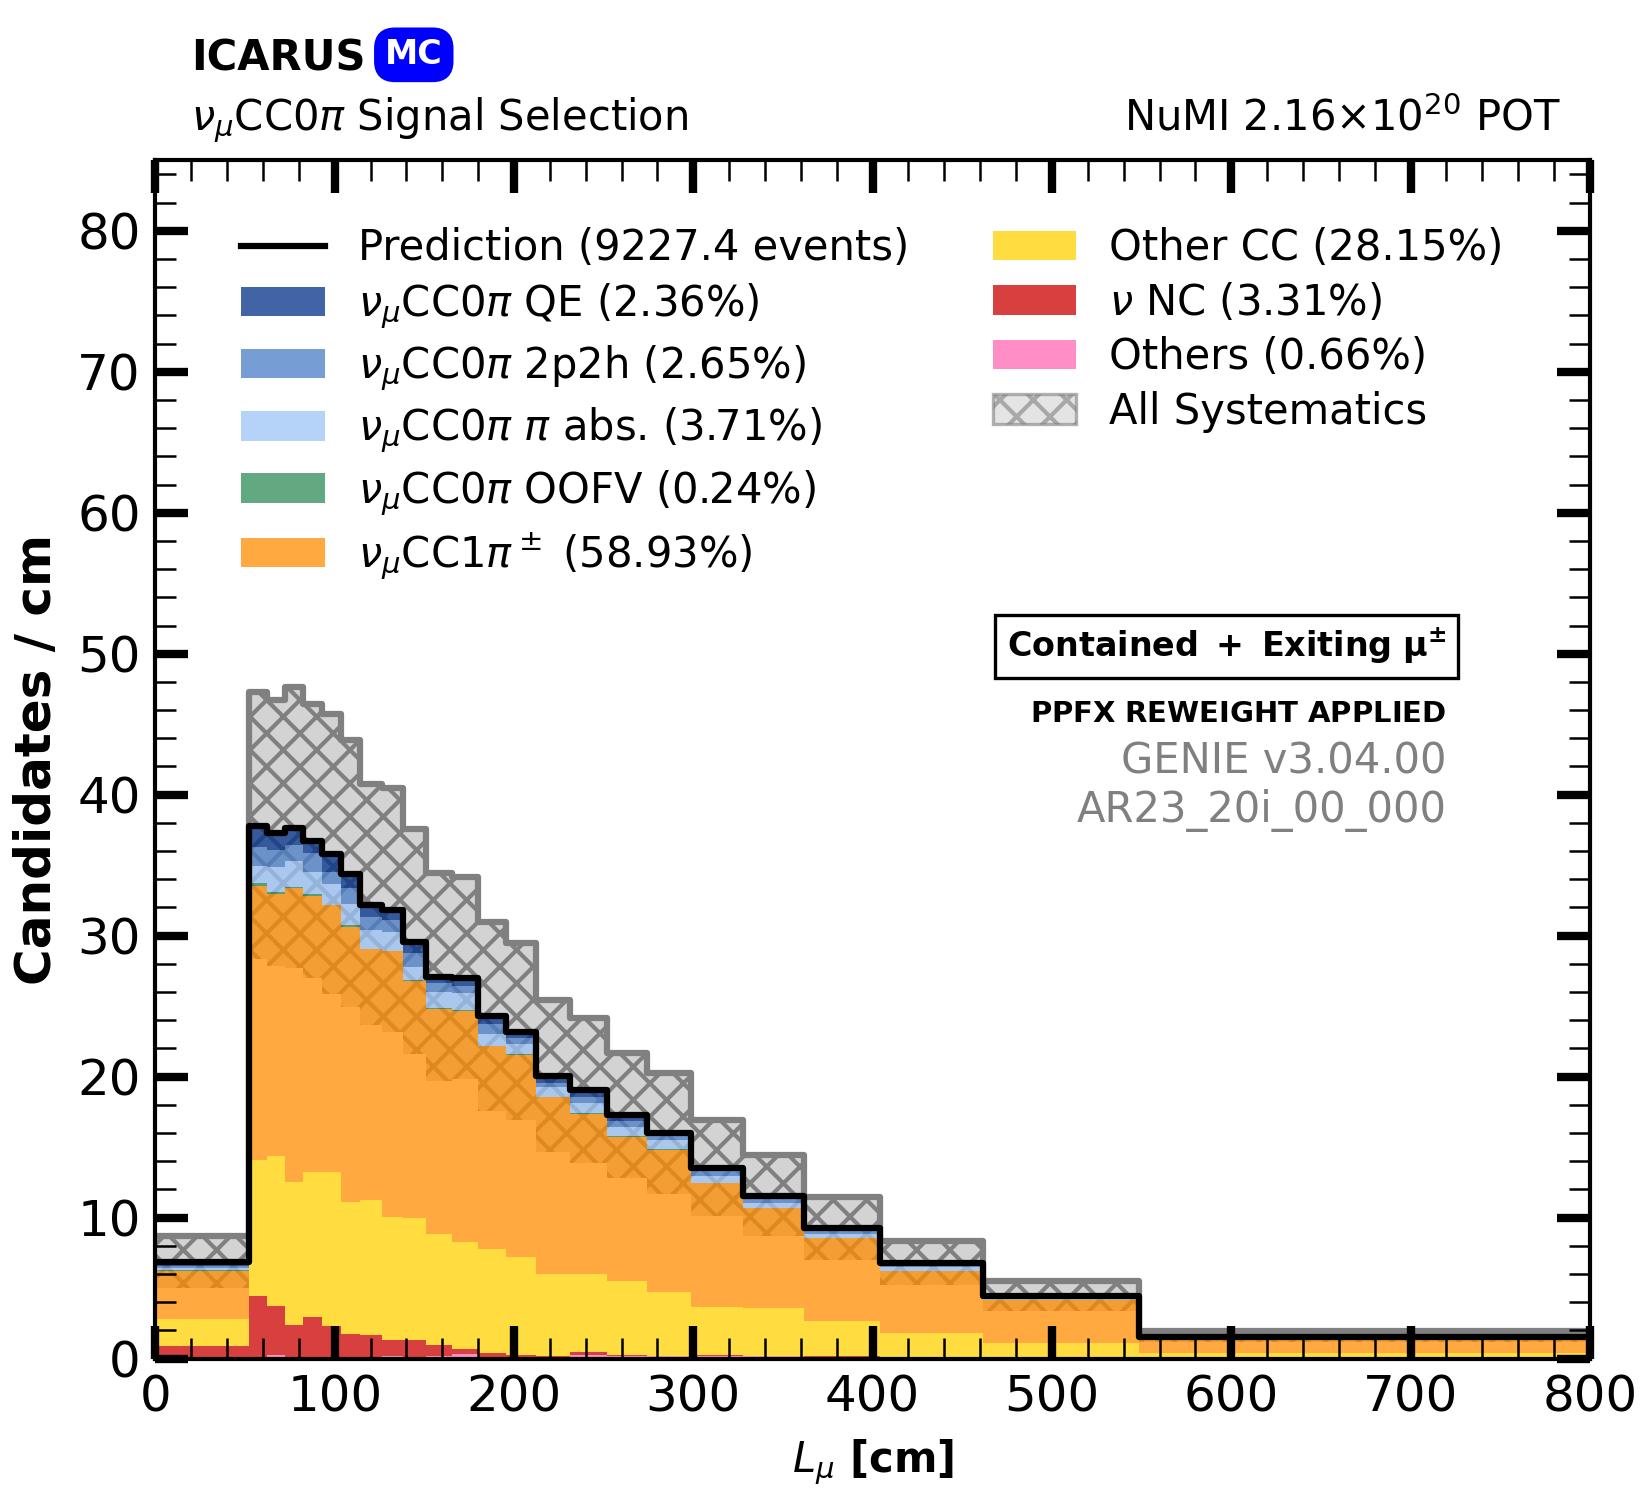 ICARUS MC
νμCC0π Signal Selection
NuMI 2.16×10²⁰ POT
Prediction (9227.4 events)
νμCC0π QE (2.36%)
νμCC0π 2p2h (2.65%)
νμCC0π π abs. (3.71%)
νμCC0π OOFV (0.24%)
νμCC1π± (58.93%)
Other CC (28.15%)
ν NC (3.31%)
Others (0.66%)
All Systematics
Contained + Exiting μ±
PPFX REWEIGHT APPLIED
GENIE v3.04.00
AR23_20i_00_000
Candidates / cm
80
70
60
50
40
30
20
10
0
0 100 200 300 400 500 600 700 800
Lμ [cm]